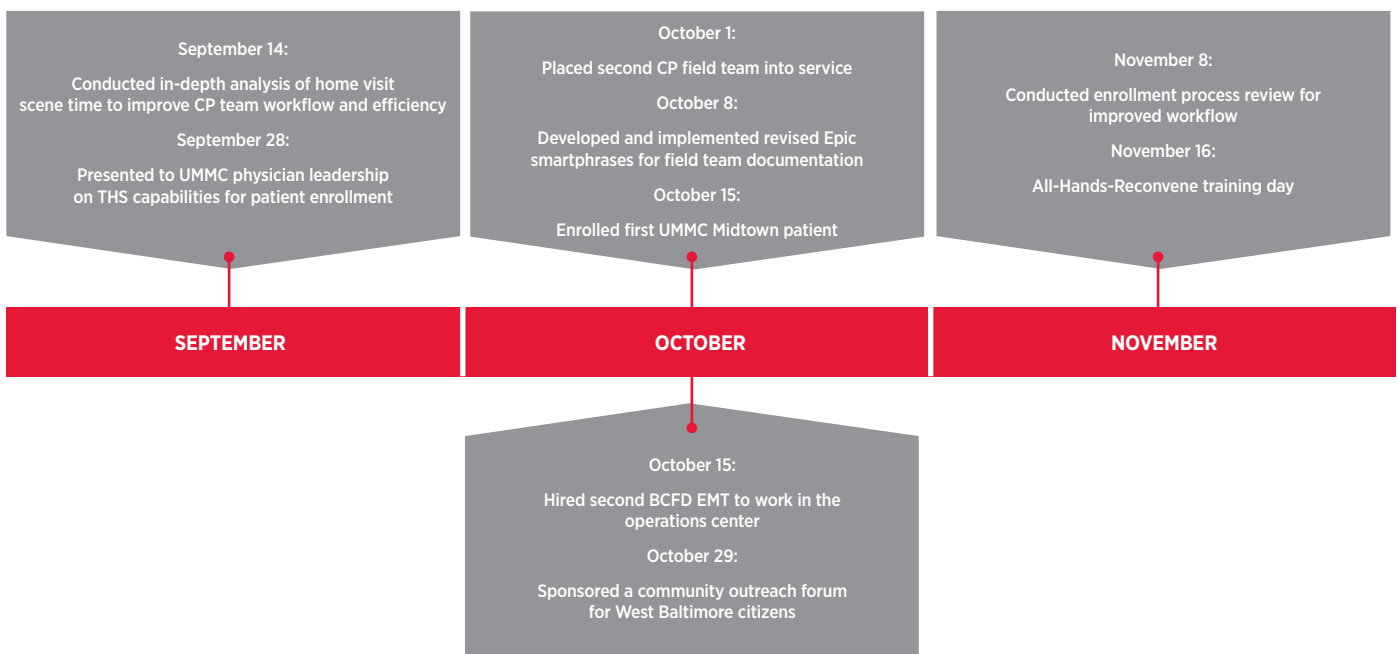 September 14:
Conducted in-depth analysis of home visit
scene time to improve CP team workflow and efficiency
September 28:
Presented to UMMC physician leadership
on THS capabilities for patient enrollment
October 1:
Placed second CP field team into service
October 8:
Developed and implemented revised Epic
smartphrases for field team documentation
October 15:
Enrolled first UMMC Midtown patient
November 8:
Conducted enrollment process review for
improved workflow
November 16:
All-Hands-Reconvene training day
SEPTEMBER
OCTOBER
NOVEMBER
October 15:
Hired second BCFD EMT to work in the
operations center
October 29:
Sponsored a community outreach forum
for West Baltimore citizens